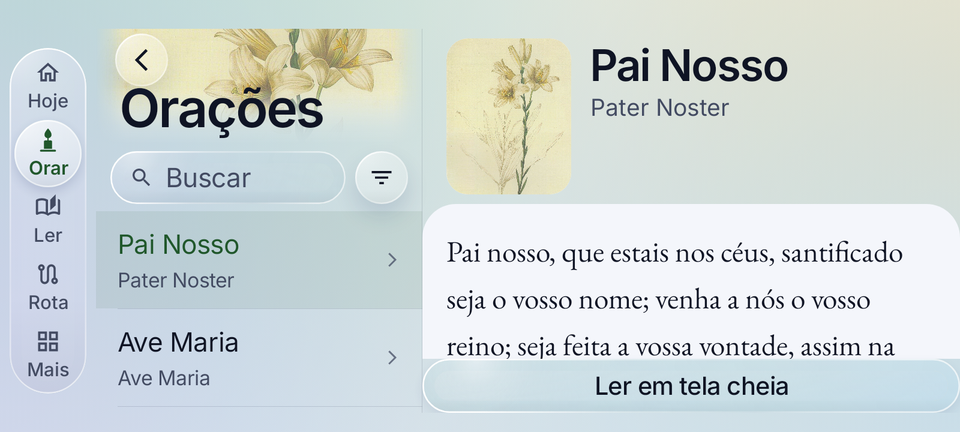 Hoje
Orar
Ler
Rota
Mais
Orações
Buscar
Pai Nosso
Pater Noster
Ave Maria
Ave Maria
Pai Nosso
Pater Noster
Pai nosso, que estais nos céus, santificado
seja o vosso nome; venha a nós o vosso
reino; seja feita a vossa vontade, assim na
Ler em tela cheia